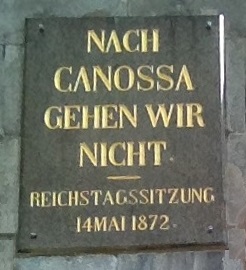 NACH
CANOSSA
GEHEN WIR
NICHT.
REICHSTAGSSITZUNG
14 MAI 1872